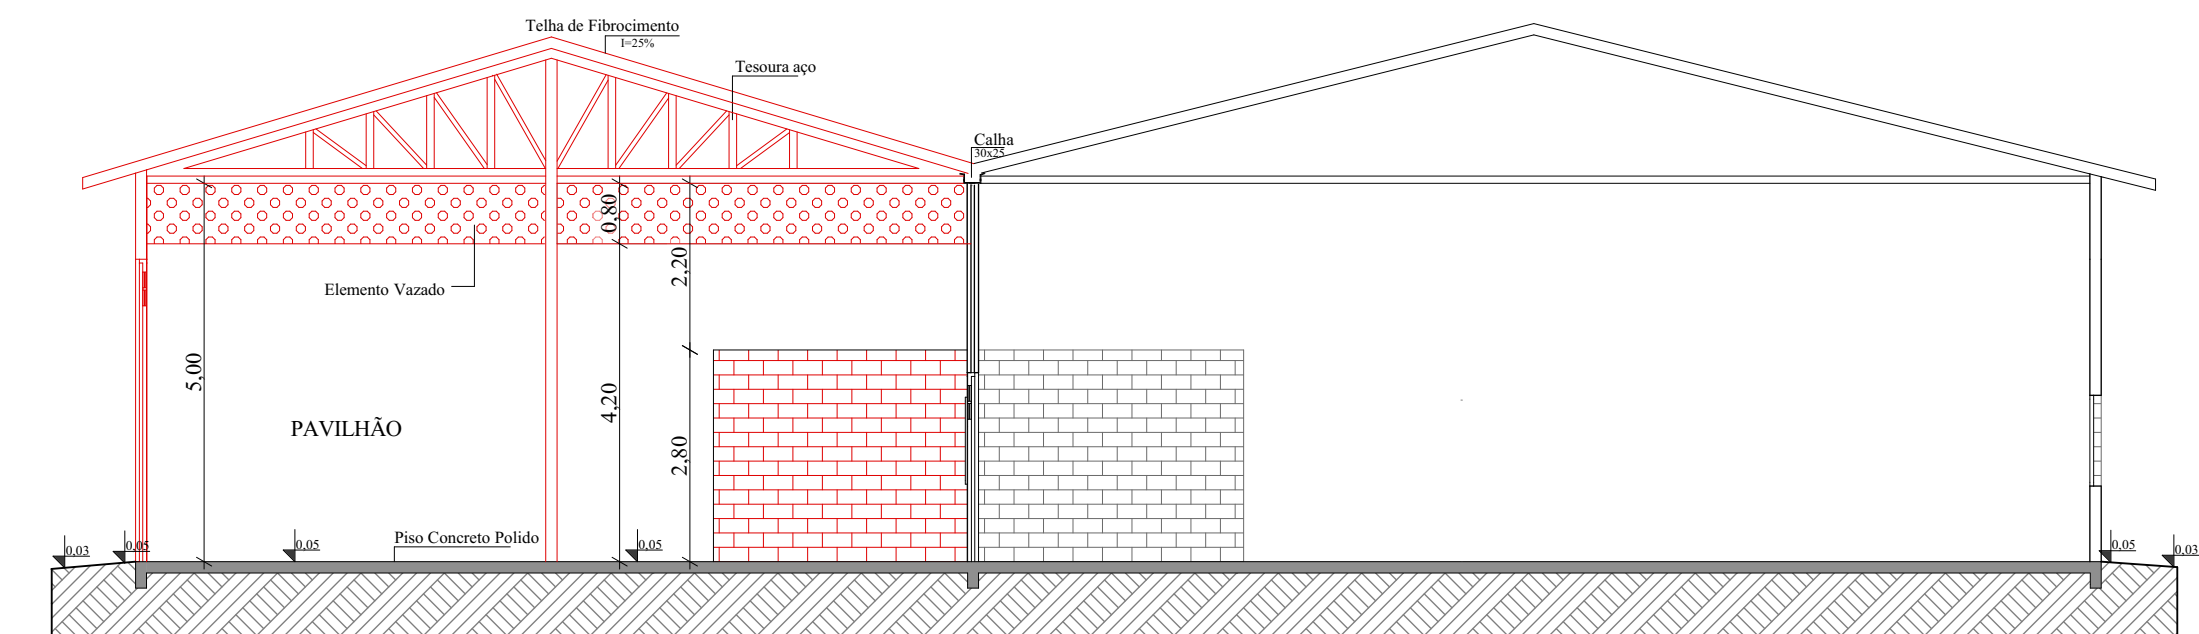 Telha de Fibrocimento
I=25%
Tesoura aço
Calha
30x25
0,80
2,20
Elemento Vazado
5,00
4,20
PAVILHÃO
2,80
Piso Concreto Polido
0,03
0,05
0,05
0,05
0,05
0,03